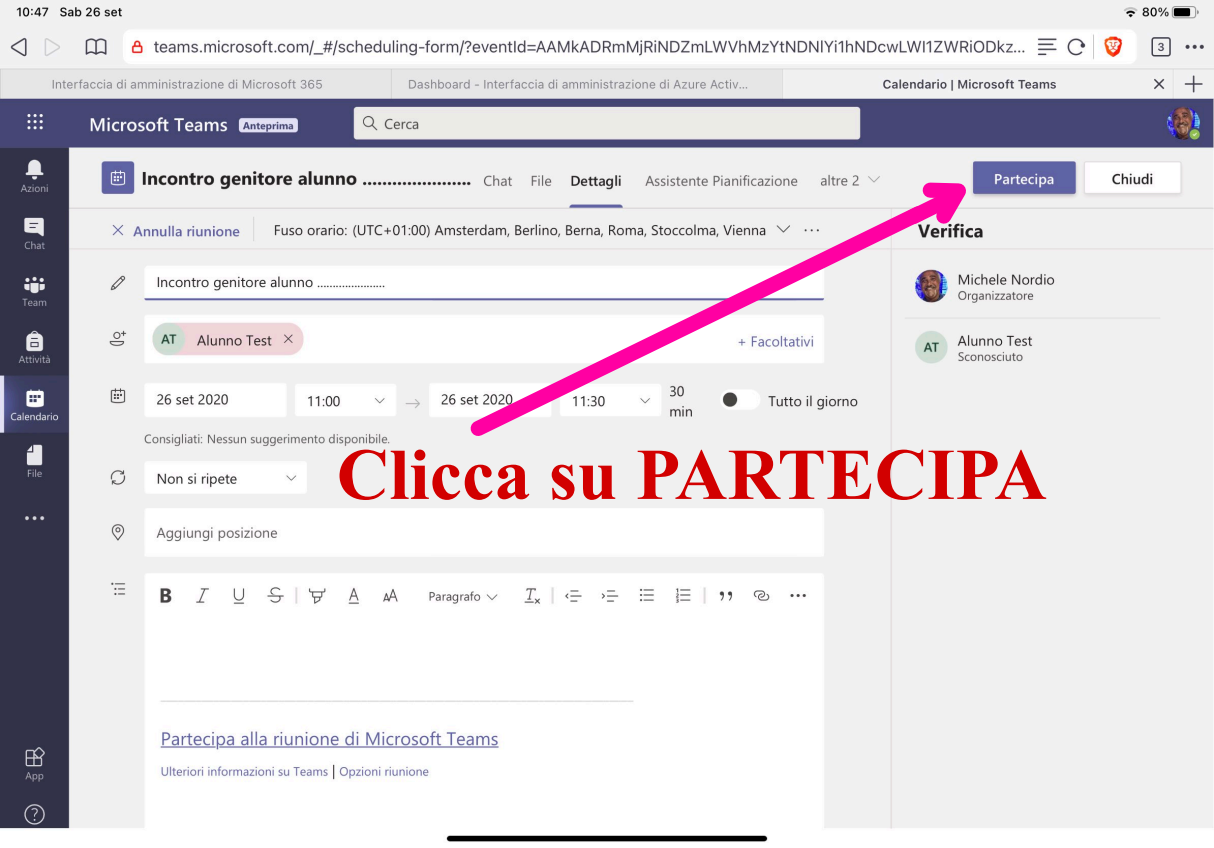 10:47 Sab 26 set 80%
teams.microsoft.com/_#/scheduling-form/?eventId=AAMkADRmMjRiNDZmLWVhMzYtNDNlYi1hNDcwLWI1ZWRiODkz... 3
Interfaccia di amministrazione di Microsoft 365 Dashboard - Interfaccia di amministrazione di Azure Activ... Calendario | Microsoft Teams
Microsoft Teams Anteprima Cerca
Azioni
Incontro genitore alunno ...................... Chat File Dettagli Assistente Pianificazione altre 2 Partecipa Chiudi
Chat
Annulla riunione Fuso orario: (UTC+01:00) Amsterdam, Berlino, Berna, Roma, Stoccolma, Vienna ... Verifica
Team
Incontro genitore alunno ......................
Michele Nordio
Organizzatore
Attività
AT Alunno Test + Facoltativi
AT Alunno Test
Sconosciuto
Calendario
26 set 2020 11:00 → 26 set 2020 11:30 30 min Tutto il giorno
Consigliati: Nessun suggerimento disponibile.
File
Non si ripete
Clicca su PARTECIPA
Aggiungi posizione
B I U S A AA Paragrafo Tx
Partecipa alla riunione di Microsoft Teams
Ulteriori informazioni su Teams | Opzioni riunione
App